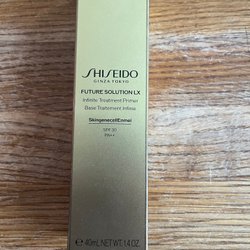 SHISEIDO
GINZA TOKYO
FUTURE SOLUTION LX
Infinite Treatment Primer
Base Traitement Infinie
SkingenecellEnmei
SPF 30
PA++
e 40mL NET WT. 1.4 OZ.